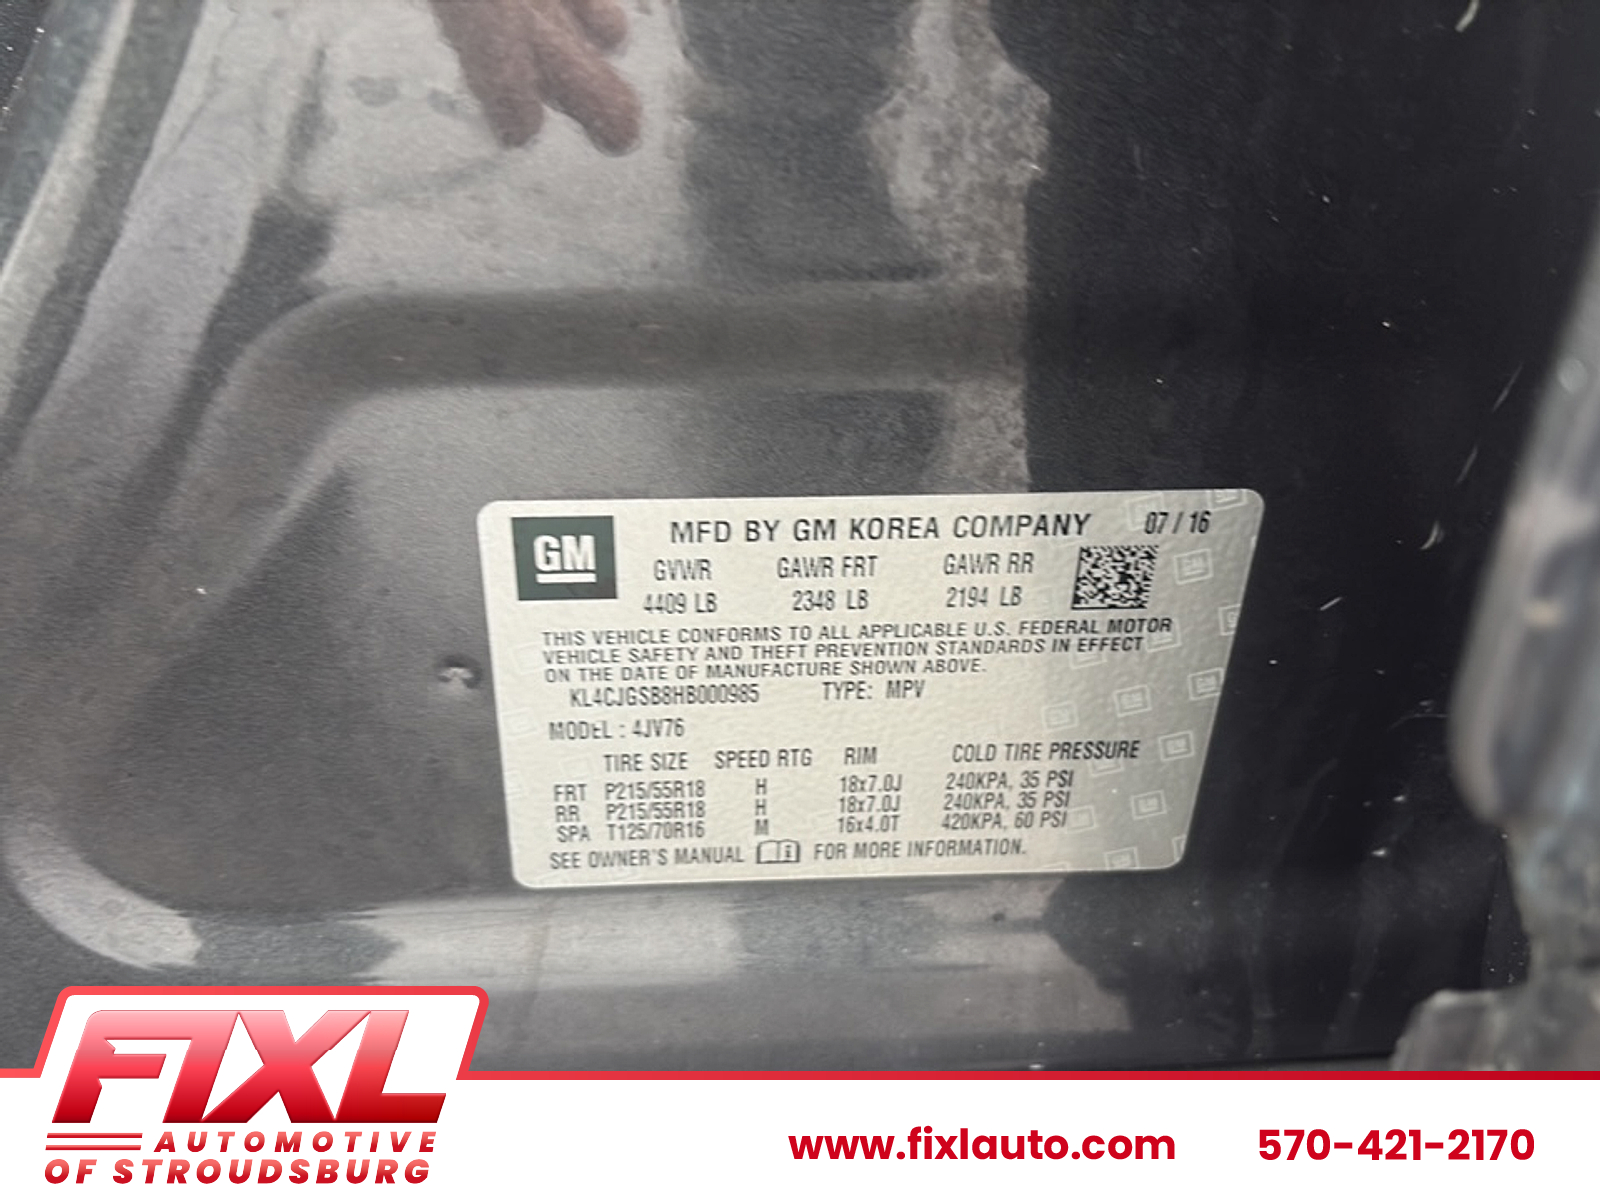 GM
MFD BY GM KOREA COMPANY 07 / 16
GVWR GAWR FRT GAWR RR
4409 LB 2348 LB 2194 LB
THIS VEHICLE CONFORMS TO ALL APPLICABLE U.S. FEDERAL MOTOR
VEHICLE SAFETY AND THEFT PREVENTION STANDARDS IN EFFECT
ON THE DATE OF MANUFACTURE SHOWN ABOVE.
KL4CJGSB8HB000985 TYPE: MPV
MODEL : 4JV76
TIRE SIZE SPEED RTG RIM COLD TIRE PRESSURE
FRT P215/55R18 H 18x7.0J 240KPA, 35 PSI
RR P215/55R18 H 18x7.0J 240KPA, 35 PSI
SPA T125/70R16 M 16x4.0T 420KPA, 60 PSI
SEE OWNER'S MANUAL FOR MORE INFORMATION.
FIXL
AUTOMOTIVE
OF STROUDSBURG
www.fixlauto.com 570-421-2170